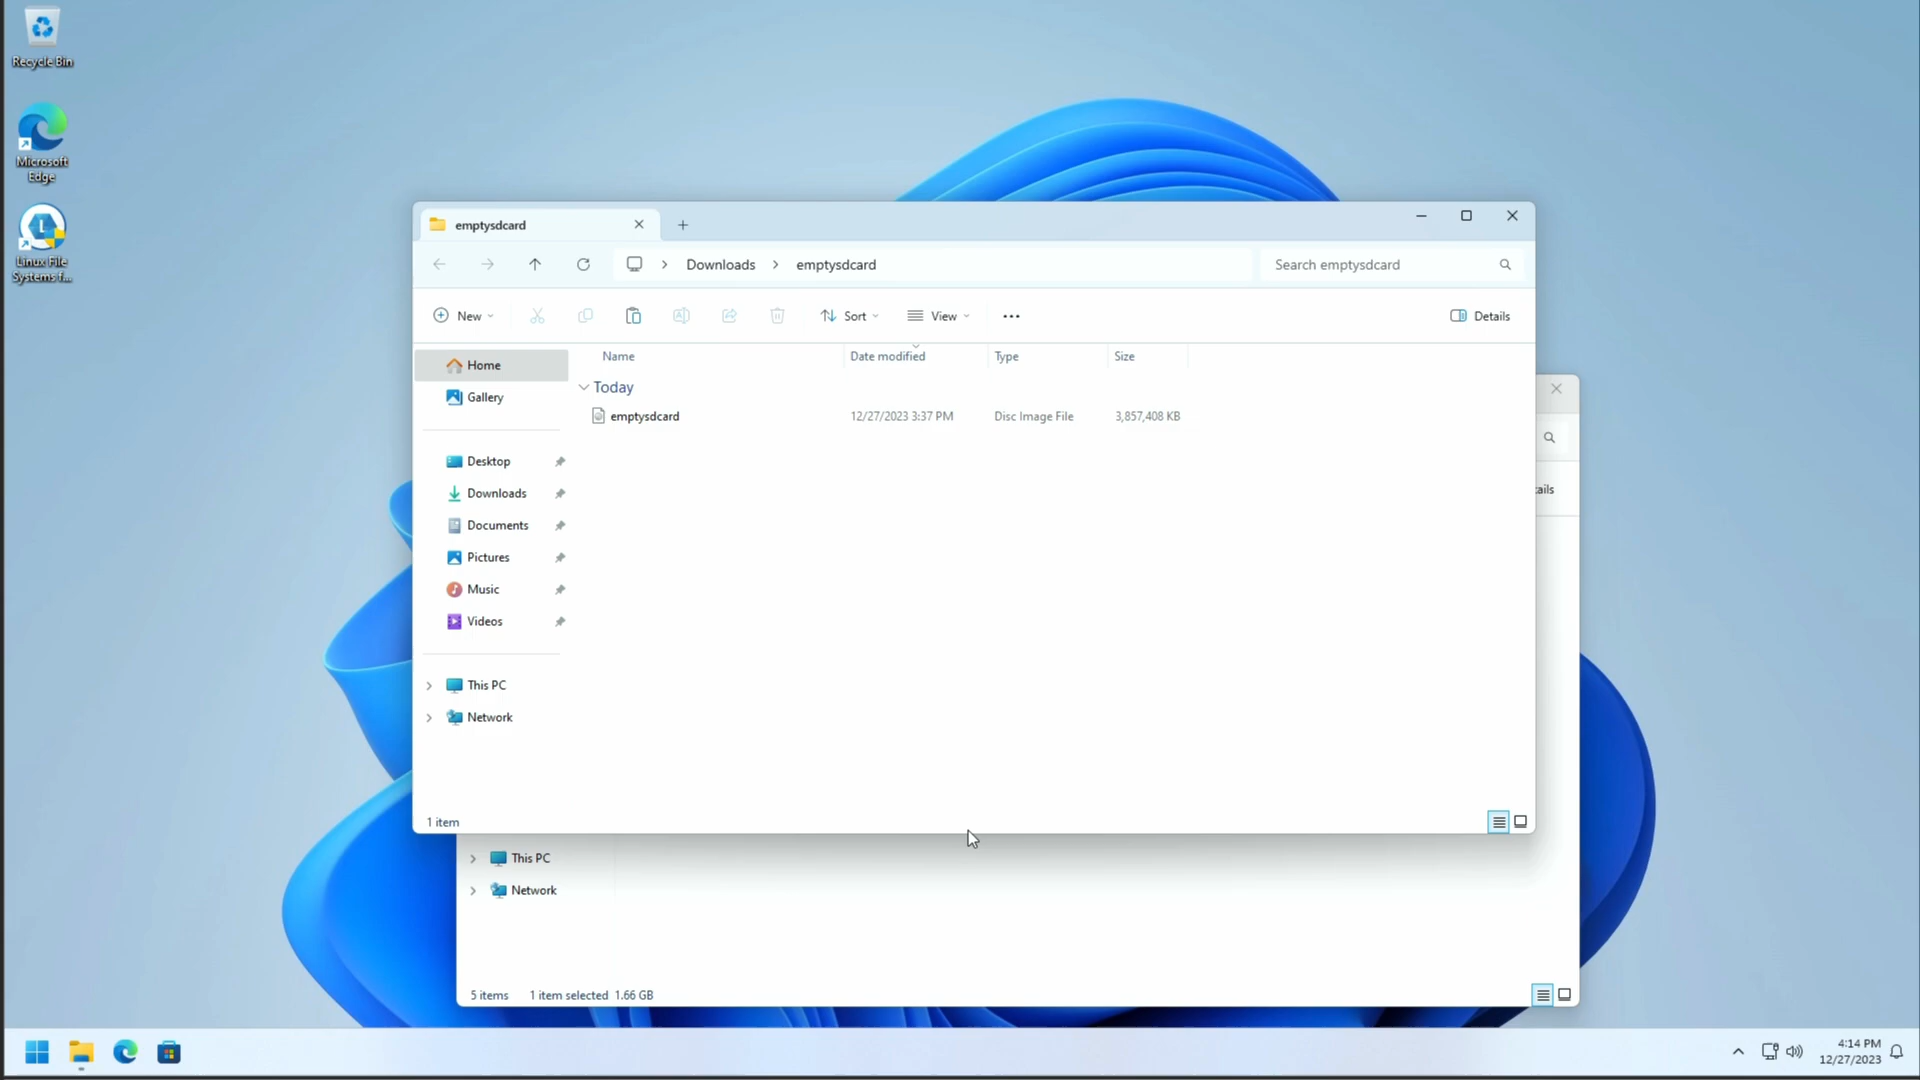 Recycle Bin
Microsoft
Edge
Linux File
Systems f...
emptysdcard
Downloads
emptysdcard
Search emptysdcard
New
Sort
View
Details
Name
Date modified
Type
Size
Home
Gallery
Desktop
Downloads
Documents
Pictures
Music
Videos
This PC
Network
Today
emptysdcard
12/27/2023 3:37 PM
Disc Image File
3,857,408 KB
1 item
ails
This PC
Network
5 items
1 item selected 1.66 GB
4:14 PM
12/27/2023